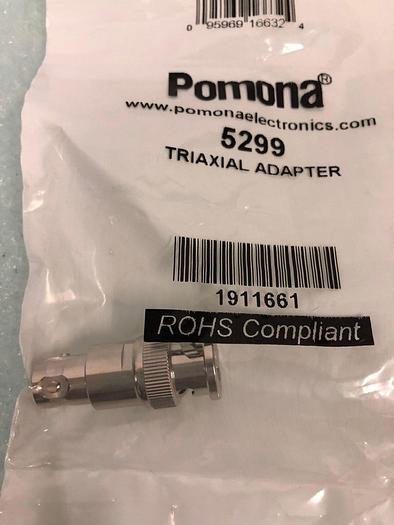 0 95969 16632 4
Pomona®
www.pomonaelectronics.com
5299
TRIAXIAL ADAPTER
1911661
ROHS Compliant